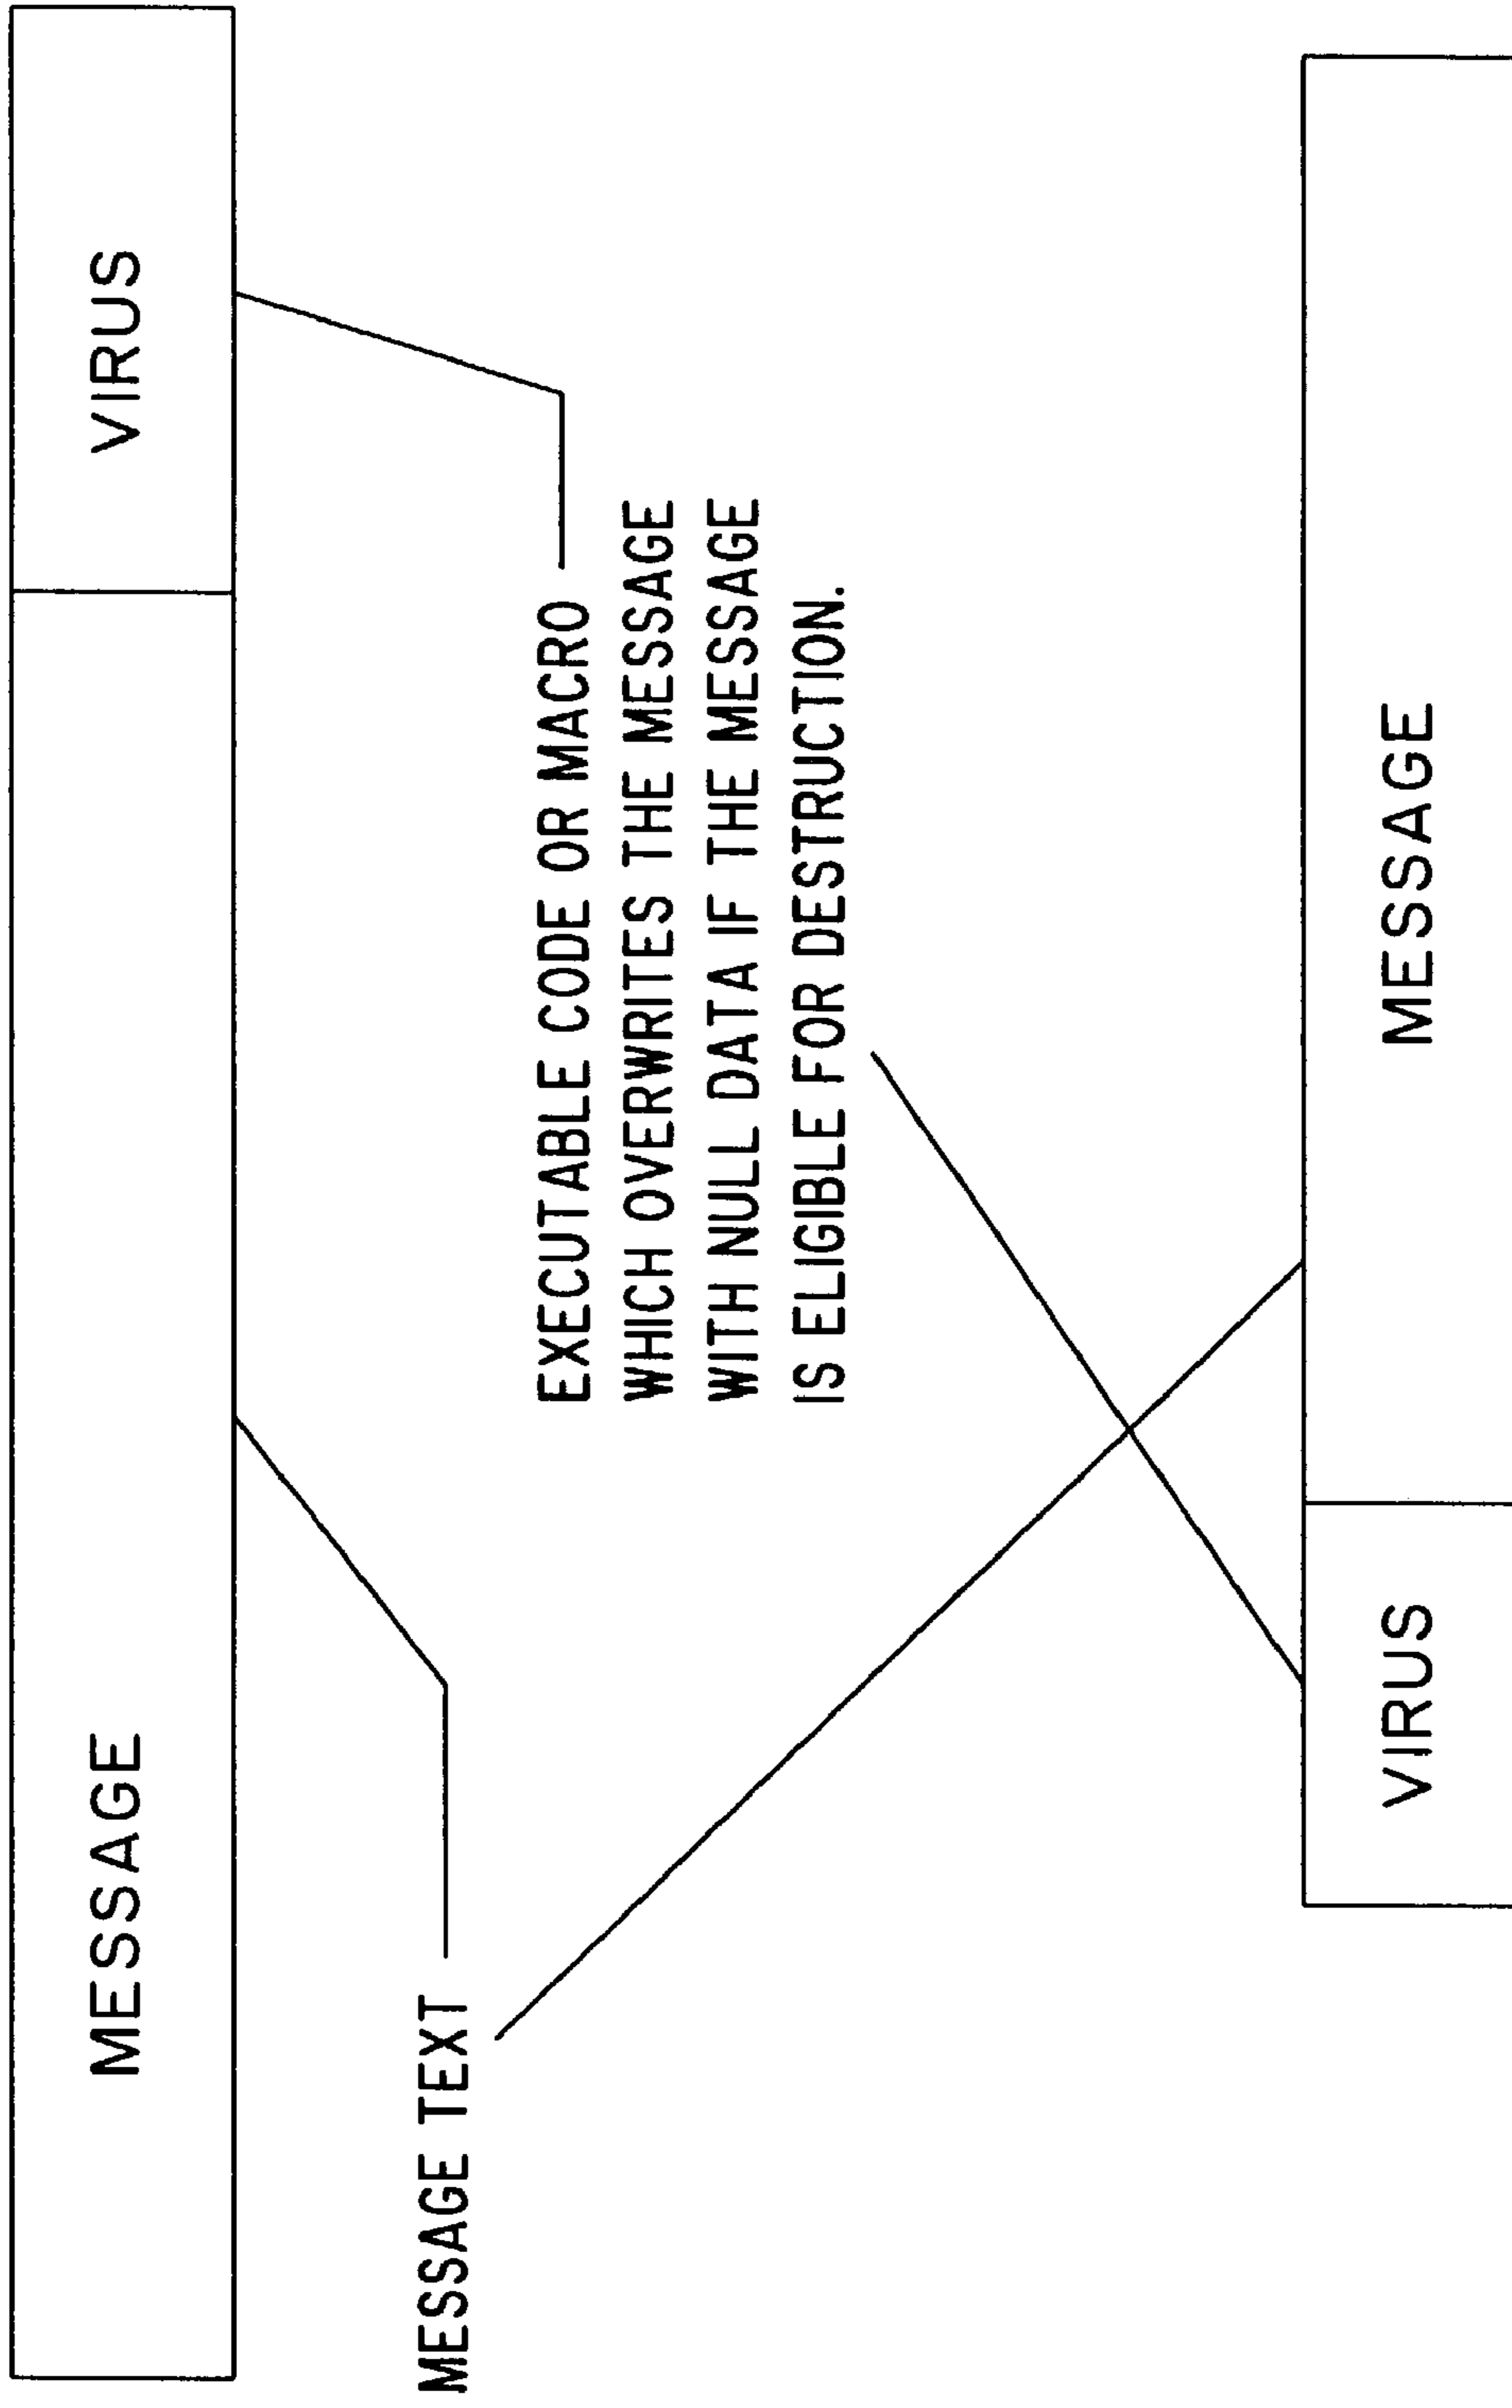 MESSAGE
VIRUS
MESSAGE TEXT
EXECUTABLE CODE OR MACRO
WHICH OVERWRITES THE MESSAGE
WITH NULL DATA IF THE MESSAGE
IS ELIGIBLE FOR DESTRUCTION.
VIRUS
MESSAGE